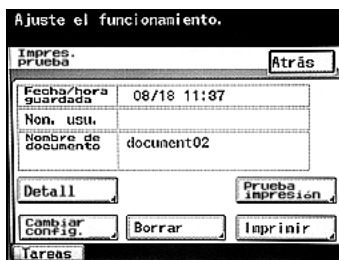 Ajuste el funcionamiento.
Impres.
prueba
Atrás
Fecha/hora
guardada
08/18 11:37
Nom. usu.
Nombre de
documento
document02
Detall
Prueba
impresión
Cambiar
config.
Borrar
Imprimir
Tareas